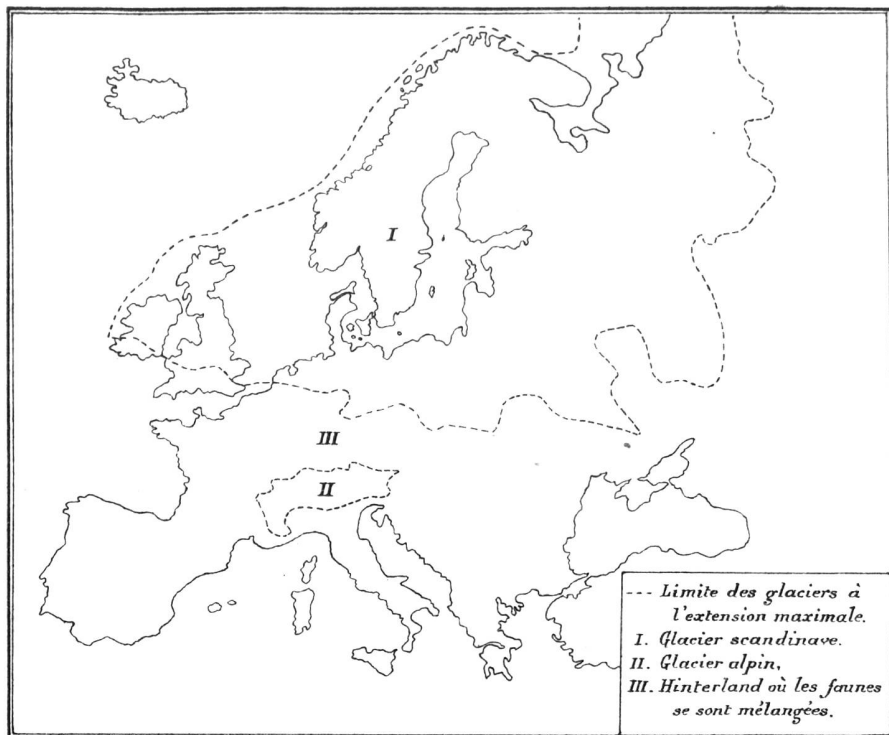 I
III
II
--- Limite des glaciers à
l'extension maximale.
I. Glacier scandinave.
II. Glacier alpin,
III. Hinterland où les faunes
se sont mélangées.